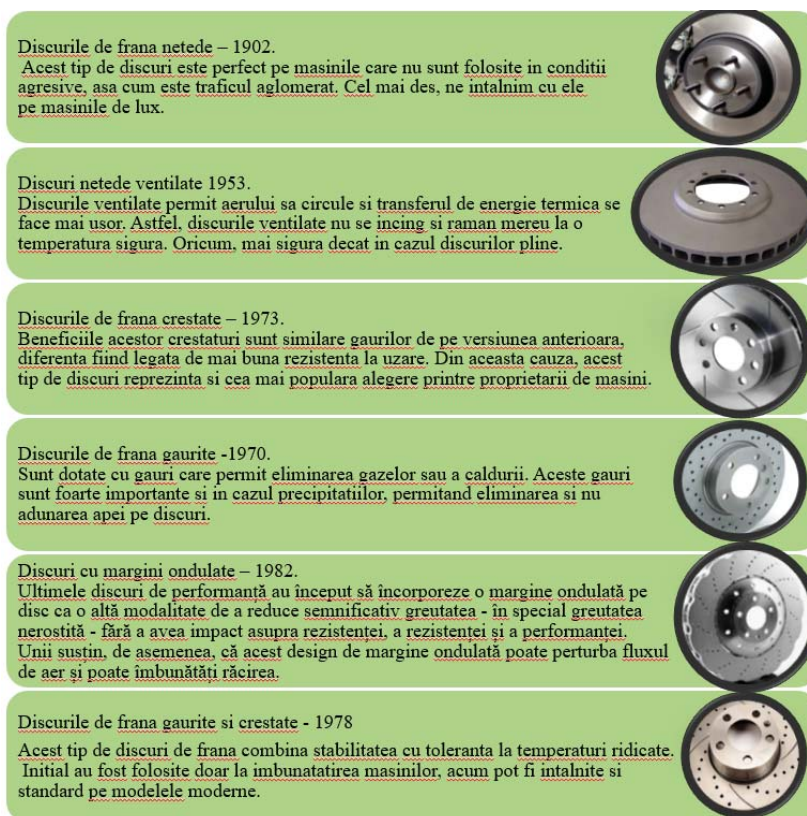 Discurile de frana netede – 1902.
Acest tip de discuri este perfect pe masinile care nu sunt folosite in conditii
agresive, asa cum este traficul aglomerat. Cel mai des, ne intalnim cu ele
pe masinile de lux.
Discuri netede ventilate 1953.
Discurile ventilate permit aerului sa circule si transferul de energie termica se
face mai usor. Astfel, discurile ventilate nu se incing si raman mereu la o
temperatura sigura. Oricum, mai sigura decat in cazul discurilor pline.
Discurile de frana crestate – 1973.
Beneficiile acestor crestaturi sunt similare gaurilor de pe versiunea anterioara,
diferenta fiind legata de mai buna rezistenta la uzare. Din aceasta cauza, acest
tip de discuri reprezinta si cea mai populara alegere printre proprietarii de masini.
Discurile de frana gaurite -1970.
Sunt dotate cu gauri care permit eliminarea gazelor sau a caldurii. Aceste gauri
sunt foarte importante si in cazul precipitatiilor, permitand eliminarea si nu
adunarea apei pe discuri.
Discuri cu margini ondulate – 1982.
Ultimele discuri de performanță au început să încorporeze o margine ondulată pe
disc ca o altă modalitate de a reduce semnificativ greutatea - în special greutatea
nerostită - fără a avea impact asupra rezistenței, a rezistenței și a performanței.
Unii susțin, de asemenea, că acest design de margine ondulată poate perturba fluxul
de aer și poate îmbunătăți răcirea.
Discurile de frana gaurite si crestate - 1978
Acest tip de discuri de frana combina stabilitatea cu toleranta la temperaturi ridicate.
Initial au fost folosite doar la imbunatatirea masinilor, acum pot fi intalnite si
standard pe modelele moderne.